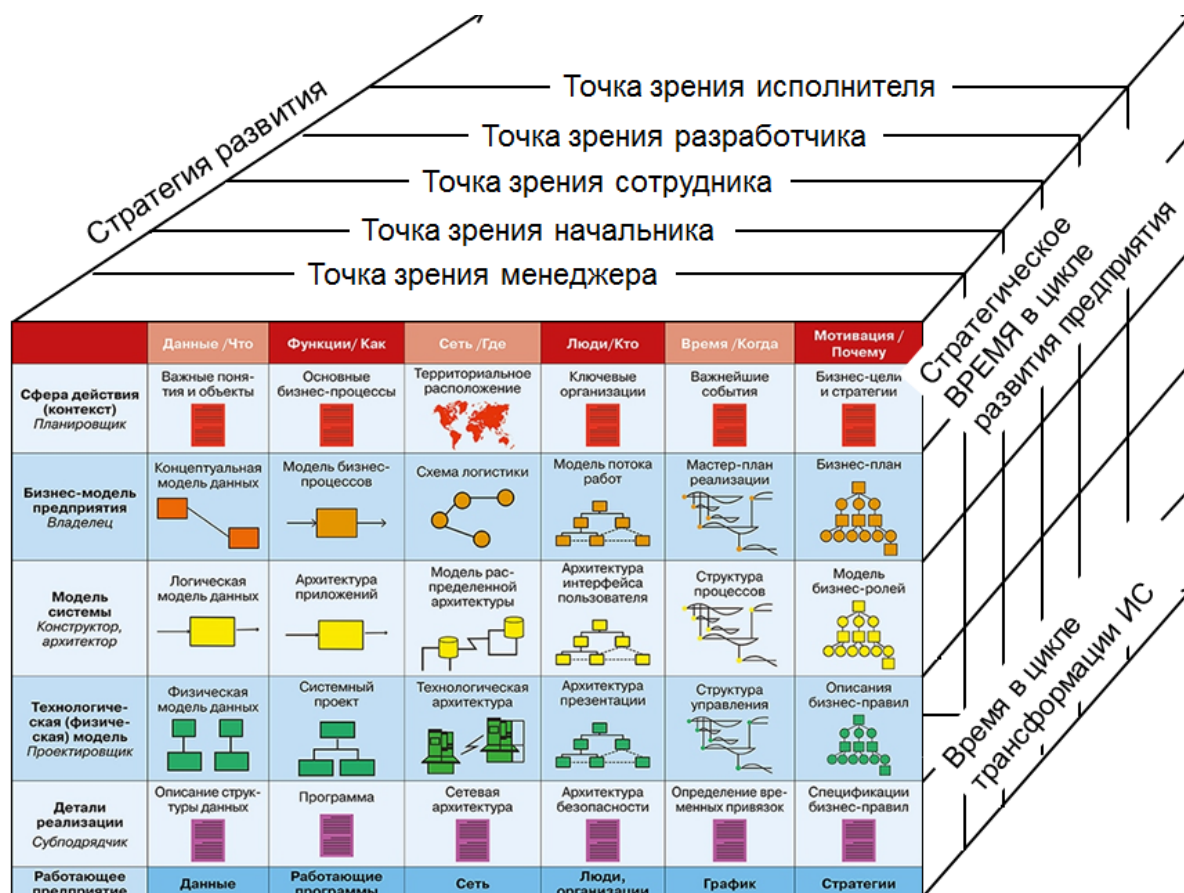 Стратегия развития
Точка зрения исполнителя
Точка зрения разработчика
Точка зрения сотрудника
Точка зрения начальника
Точка зрения менеджера
Стратегическое
ВРЕМЯ в цикле
развития предприятия
Время в цикле
трансформации ИС
Данные /Что
Функции/ Как
Сеть /Где
Люди/Кто
Время /Когда
Мотивация /
Почему
Сфера действия
(контекст)
Планировщик
Важные поня-
тия и объекты
Основные
бизнес-процессы
Территориальное
расположение
Ключевые
организации
Важнейшие
события
Бизнес-цели
и стратегии
Бизнес-модель
предприятия
Владелец
Концептуальная
модель данных
Модель бизнес-
процессов
Схема логистики
Модель потока
работ
Мастер-план
реализации
Бизнес-план
Модель
системы
Конструктор,
архитектор
Логическая
модель данных
Архитектура
приложений
Модель рас-
пределенной
архитектуры
Архитектура
интерфейса
пользователя
Структура
процессов
Модель
бизнес-ролей
Технологиче-
ская (физиче-
ская) модель
Проектировщик
Физическая
модель данных
Системный
проект
Технологическая
архитектура
Архитектура
презентации
Структура
управления
Описания
бизнес-правил
Детали
реализации
Субподрядчик
Описание струк-
туры данных
Программа
Сетевая
архитектура
Архитектура
безопасности
Определение вре-
менных привязок
Спецификации
бизнес-правил
Работающее
предприятие
Данные
Работающие
программы
Сеть
Люди,
организации
График
Стратегии